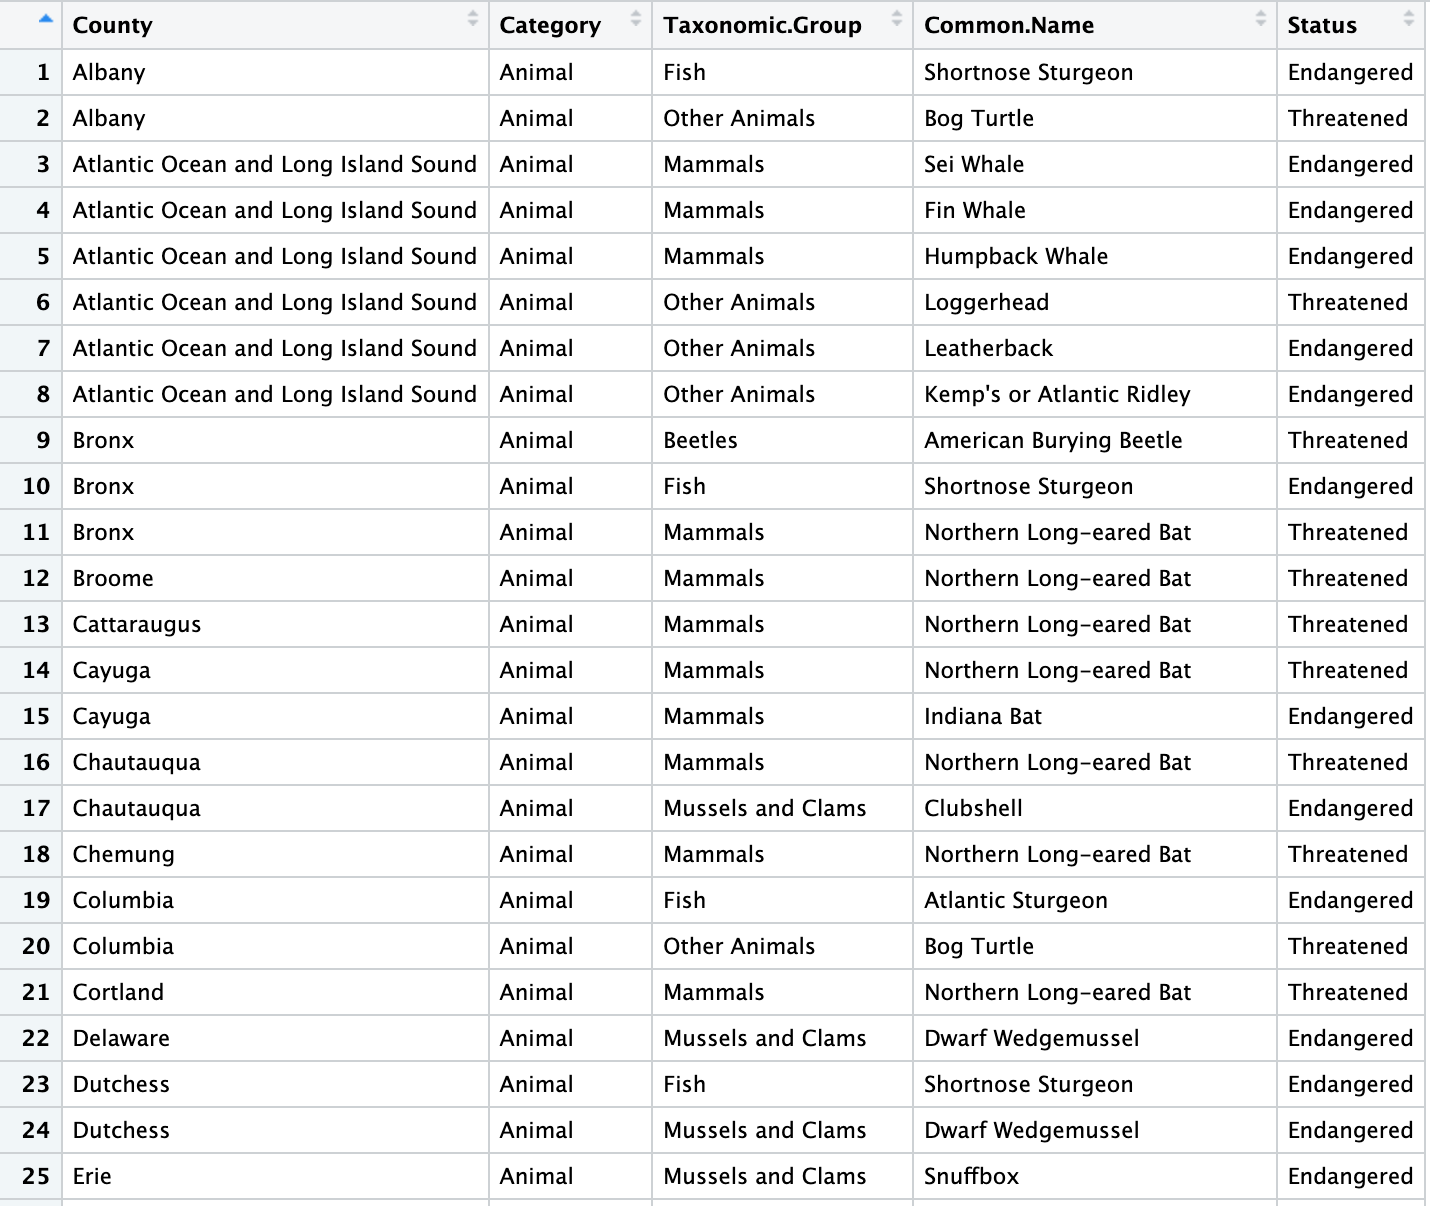 County Category Taxonomic.Group Common.Name Status
1 Albany Animal Fish Shortnose Sturgeon Endangered
2 Albany Animal Other Animals Bog Turtle Threatened
3 Atlantic Ocean and Long Island Sound Animal Mammals Sei Whale Endangered
4 Atlantic Ocean and Long Island Sound Animal Mammals Fin Whale Endangered
5 Atlantic Ocean and Long Island Sound Animal Mammals Humpback Whale Endangered
6 Atlantic Ocean and Long Island Sound Animal Other Animals Loggerhead Threatened
7 Atlantic Ocean and Long Island Sound Animal Other Animals Leatherback Endangered
8 Atlantic Ocean and Long Island Sound Animal Other Animals Kemp's or Atlantic Ridley Endangered
9 Bronx Animal Beetles American Burying Beetle Threatened
10 Bronx Animal Fish Shortnose Sturgeon Endangered
11 Bronx Animal Mammals Northern Long-eared Bat Threatened
12 Broome Animal Mammals Northern Long-eared Bat Threatened
13 Cattaraugus Animal Mammals Northern Long-eared Bat Threatened
14 Cayuga Animal Mammals Northern Long-eared Bat Threatened
15 Cayuga Animal Mammals Indiana Bat Endangered
16 Chautauqua Animal Mammals Northern Long-eared Bat Threatened
17 Chautauqua Animal Mussels and Clams Clubshell Endangered
18 Chemung Animal Mammals Northern Long-eared Bat Threatened
19 Columbia Animal Fish Atlantic Sturgeon Endangered
20 Columbia Animal Other Animals Bog Turtle Threatened
21 Cortland Animal Mammals Northern Long-eared Bat Threatened
22 Delaware Animal Mussels and Clams Dwarf Wedgemussel Endangered
23 Dutchess Animal Fish Shortnose Sturgeon Endangered
24 Dutchess Animal Mussels and Clams Dwarf Wedgemussel Endangered
25 Erie Animal Mussels and Clams Snuffbox Endangered